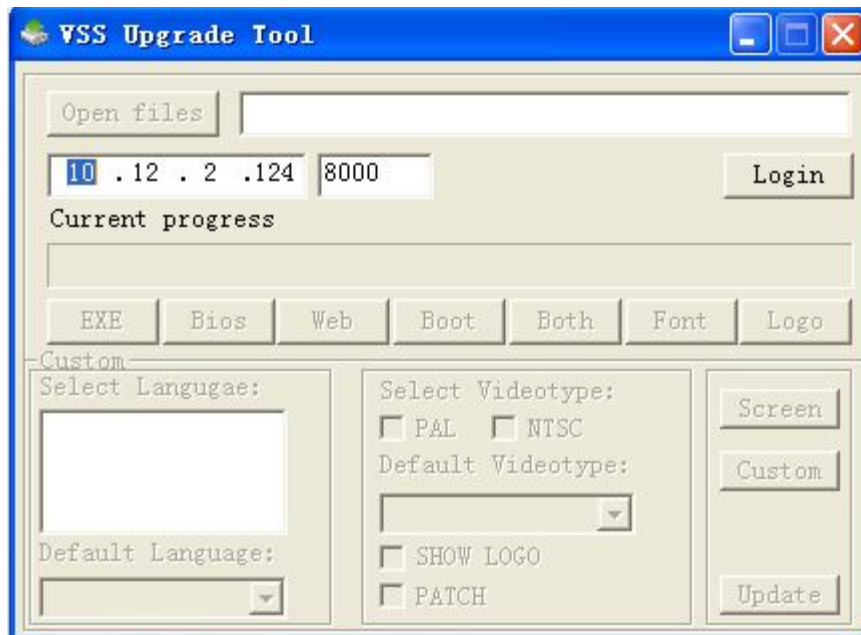 VSS Upgrade Tool
Open files
10 . 12 . 2 . 124 8000 Login
Current progress
EXE Bios Web Boot Both Font Logo
Custom
Select Langugae:
Default Language:
Select Videotype:
PAL NTSC
Default Videotype:
SHOW LOGO
PATCH
Screen
Custom
Update